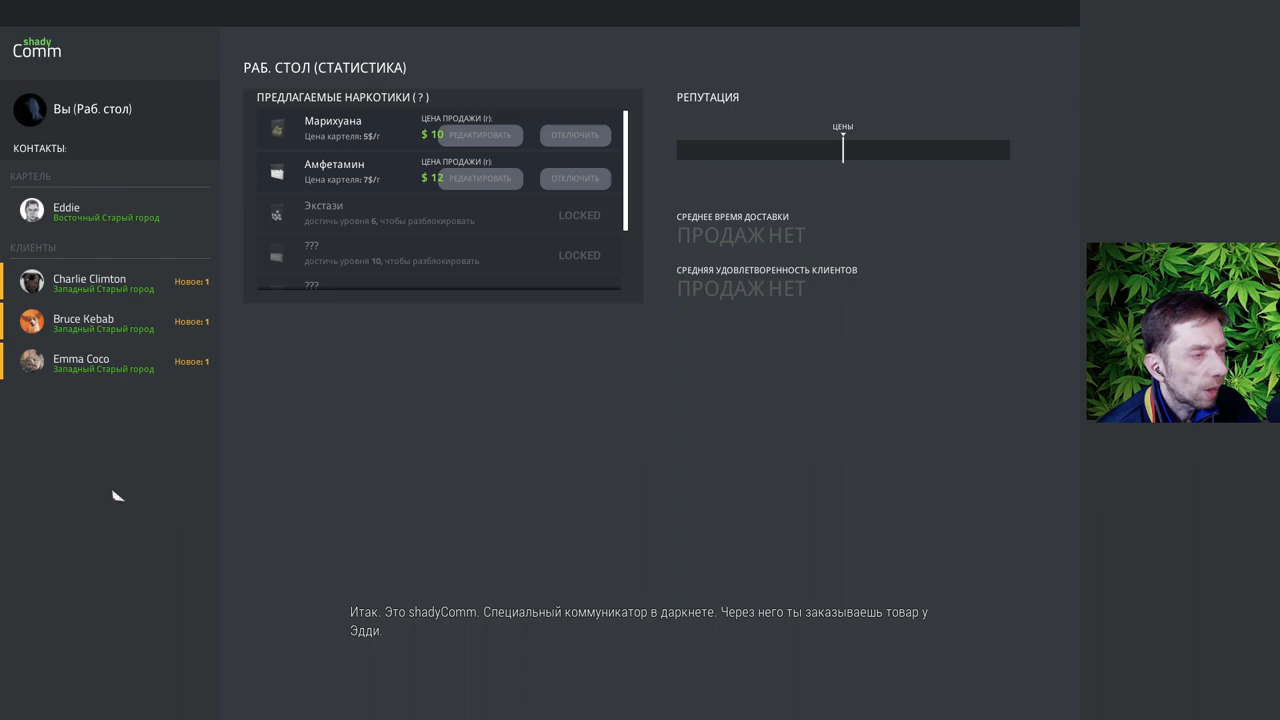 shady
Comm
Вы (Раб. стол)
КОНТАКТЫ:
КАРТЕЛЬ
Eddie
Восточный Старый город
КЛИЕНТЫ
Charlie Climton
Западный Старый город
Новое: 1
Bruce Kebab
Западный Старый город
Новое: 1
Emma Coco
Западный Старый город
Новое: 1
РАБ. СТОЛ (СТАТИСТИКА)
ПРЕДЛАГАЕМЫЕ НАРКОТИКИ ( ? )
Марихуана
Цена картеля: 5$/г
ЦЕНА ПРОДАЖИ (г):
$ 10
РЕДАКТИРОВАТЬ
ОТКЛЮЧИТЬ
Амфетамин
Цена картеля: 7$/г
ЦЕНА ПРОДАЖИ (г):
$ 12
РЕДАКТИРОВАТЬ
ОТКЛЮЧИТЬ
Экстази
достичь уровня 6, чтобы разблокировать
LOCKED
???
достичь уровня 10, чтобы разблокировать
LOCKED
???
РЕПУТАЦИЯ
ЦЕНЫ
СРЕДНЕЕ ВРЕМЯ ДОСТАВКИ
ПРОДАЖ НЕТ
СРЕДНЯЯ УДОВЛЕТВОРЕННОСТЬ КЛИЕНТОВ
ПРОДАЖ НЕТ
Итак. Это shadyComm. Специальный коммуникатор в даркнете. Через него ты заказываешь товар у
Эдди.